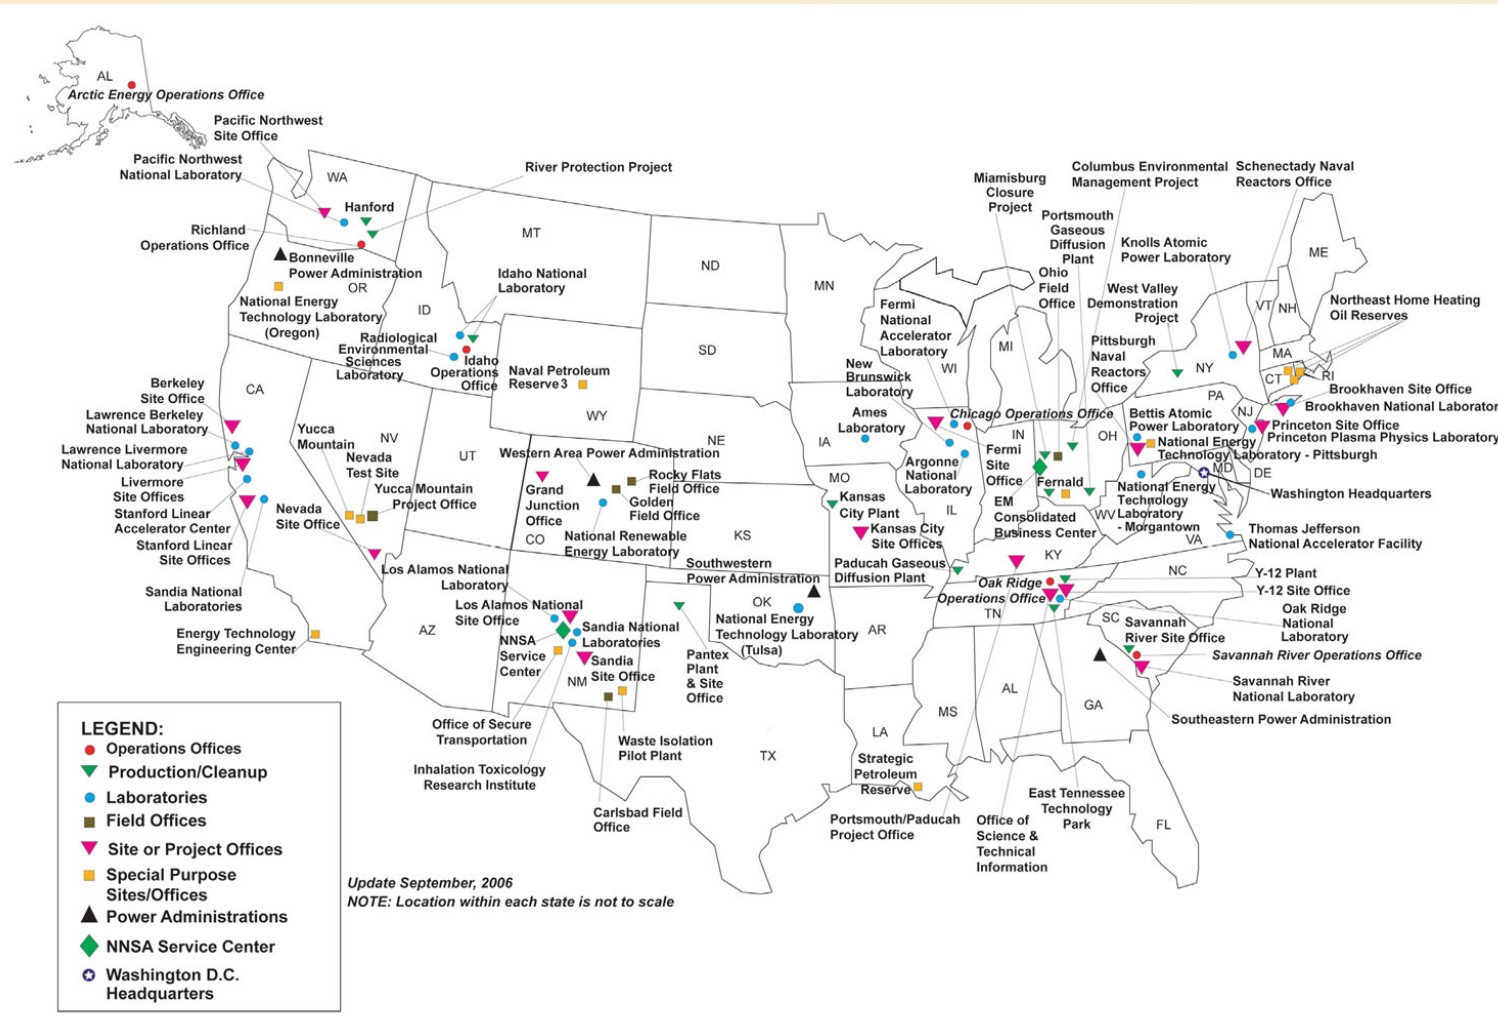 AL
Arctic Energy Operations Office
Pacific Northwest
Site Office
Pacific Northwest
National Laboratory
WA
Hanford
River Protection Project
Richland
Operations Office
Bonneville
Power Administration
OR
National Energy
Technology Laboratory
(Oregon)
MT
Idaho National
Laboratory
ID
Radiological
Environmental
Sciences
Laboratory
Idaho
Operations
Office
Naval Petroleum
Reserve 3
WY
ND
SD
NE
MN
WI
MI
IA
CA
Berkeley
Site Office
Lawrence Berkeley
National Laboratory
Lawrence Livermore
National Laboratory
Livermore
Site Offices
Stanford Linear
Accelerator Center
Stanford Linear
Site Offices
Sandia National
Laboratories
Energy Technology
Engineering Center
Yucca
Mountain
NV
Nevada
Test Site
Yucca Mountain
Project Office
Nevada
Site Office
UT
Western Area Power Administration
Grand
Junction
Office
CO
Rocky Flats
Field Office
Golden
Field Office
National Renewable
Energy Laboratory
KS
AZ
Los Alamos National
Laboratory
Los Alamos National
Site Office
NNSA
Service
Center
Sandia National
Laboratories
Sandia
Site Office
NM
Office of Secure
Transportation
Inhalation Toxicology
Research Institute
Waste Isolation
Pilot Plant
Carlsbad Field
Office
Pantex
Plant
& Site
Office
TX
Southwestern
Power Administration
OK
National Energy
Technology Laboratory
(Tulsa)
MO
Kansas
City Plant
Kansas City
Site Offices
Paducah Gaseous
Diffusion Plant
AR
LA
Strategic
Petroleum
Reserve
MS
AL
GA
FL
Portsmouth/Paducah
Project Office
Office of
Science &
Technical
Information
East Tennessee
Technology
Park
Miamisburg
Closure
Project
Columbus Environmental
Management Project
Schenectady Naval
Reactors Office
Portsmouth
Gaseous
Diffusion
Plant
Ohio
Field
Office
Knolls Atomic
Power Laboratory
West Valley
Demonstration
Project
Pittsburgh
Naval
Reactors
Office
Fermi
National
Accelerator
Laboratory
New
Brunswick
Laboratory
Ames
Laboratory
Chicago Operations Office
Argonne
National
Laboratory
Fermi
Site
Office
IL
IN
OH
Fernald
EM
Consolidated
Business Center
KY
WV
VA
Bettis Atomic
Power Laboratory
National Energy
Technology Laboratory - Pittsburgh
National Energy
Technology
Laboratory
- Morgantown
PA
NY
VT
NH
ME
MA
CT
RI
NJ
MD
DE
Northeast Home Heating
Oil Reserves
Brookhaven Site Office
Brookhaven National Laborator
Princeton Site Office
Princeton Plasma Physics Laboratory
Washington Headquarters
Thomas Jefferson
National Accelerator Facility
NC
Y-12 Plant
Y-12 Site Office
Oak Ridge
National
Laboratory
Oak Ridge
Operations Office
TN
SC
Savannah
River Site Office
Savannah River Operations Office
Savannah River
National Laboratory
Southeastern Power Administration
LEGEND:
Operations Offices
Production/Cleanup
Laboratories
Field Offices
Site or Project Offices
Special Purpose
Sites/Offices
Power Administrations
NNSA Service Center
Washington D.C.
Headquarters
Update September, 2006
NOTE: Location within each state is not to scale